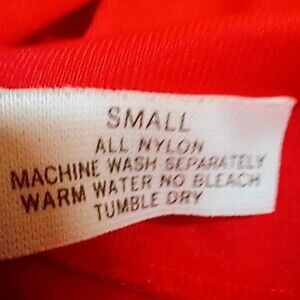 SMALL
ALL NYLON
MACHINE WASH SEPARATELY
WARM WATER NO BLEACH
TUMBLE DRY